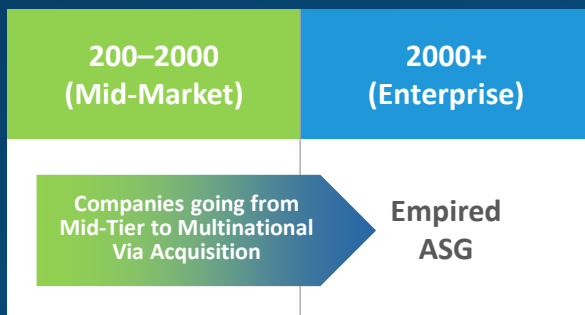 200–2000
(Mid-Market)
2000+
(Enterprise)
Companies going from
Mid-Tier to Multinational
Via Acquisition
Empired
ASG